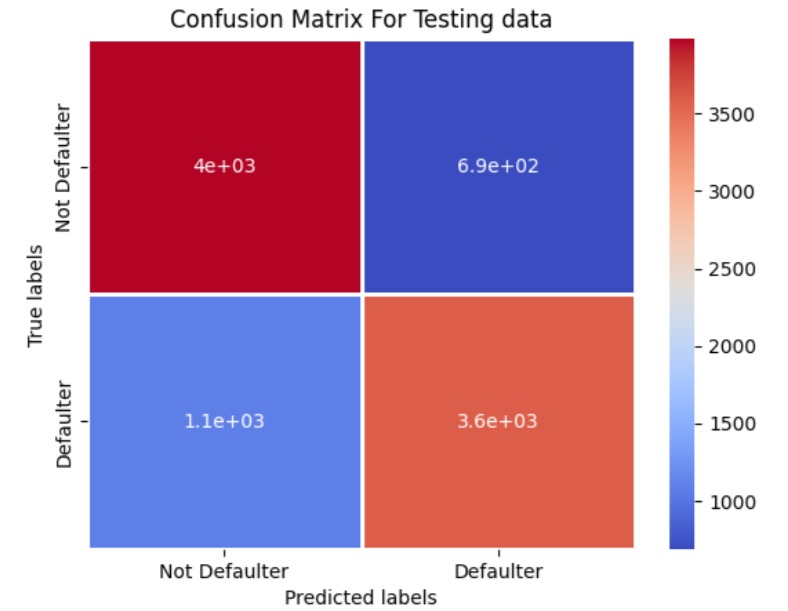 Confusion Matrix For Testing data
True labels
Not Defaulter
4e+03
6.9e+02
Defaulter
1.1e+03
3.6e+03
Not Defaulter
Defaulter
Predicted labels
3500
3000
2500
2000
1500
1000